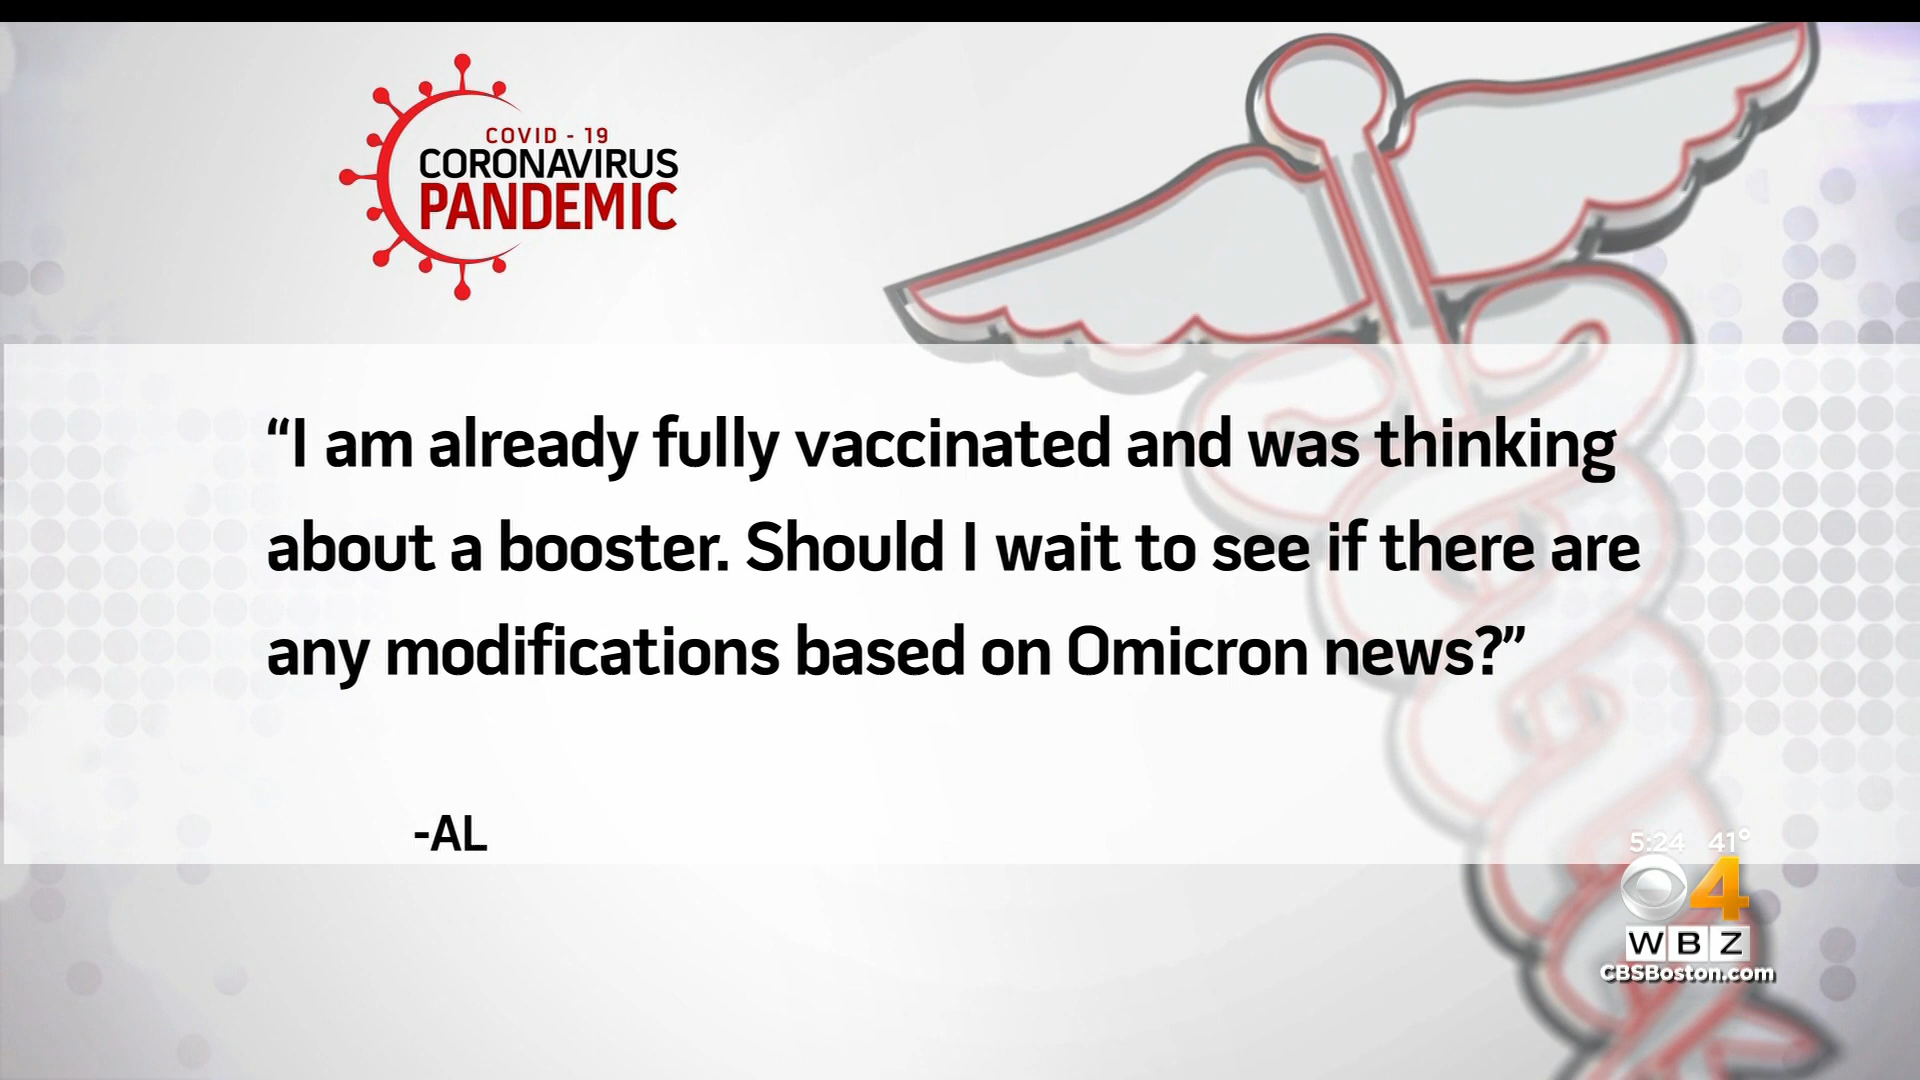 COVID - 19
CORONAVIRUS
PANDEMIC
“I am already fully vaccinated and was thinking
about a booster. Should I wait to see if there are
any modifications based on Omicron news?”
-AL
5:24 41°
4
WBZ
CBSBoston.com